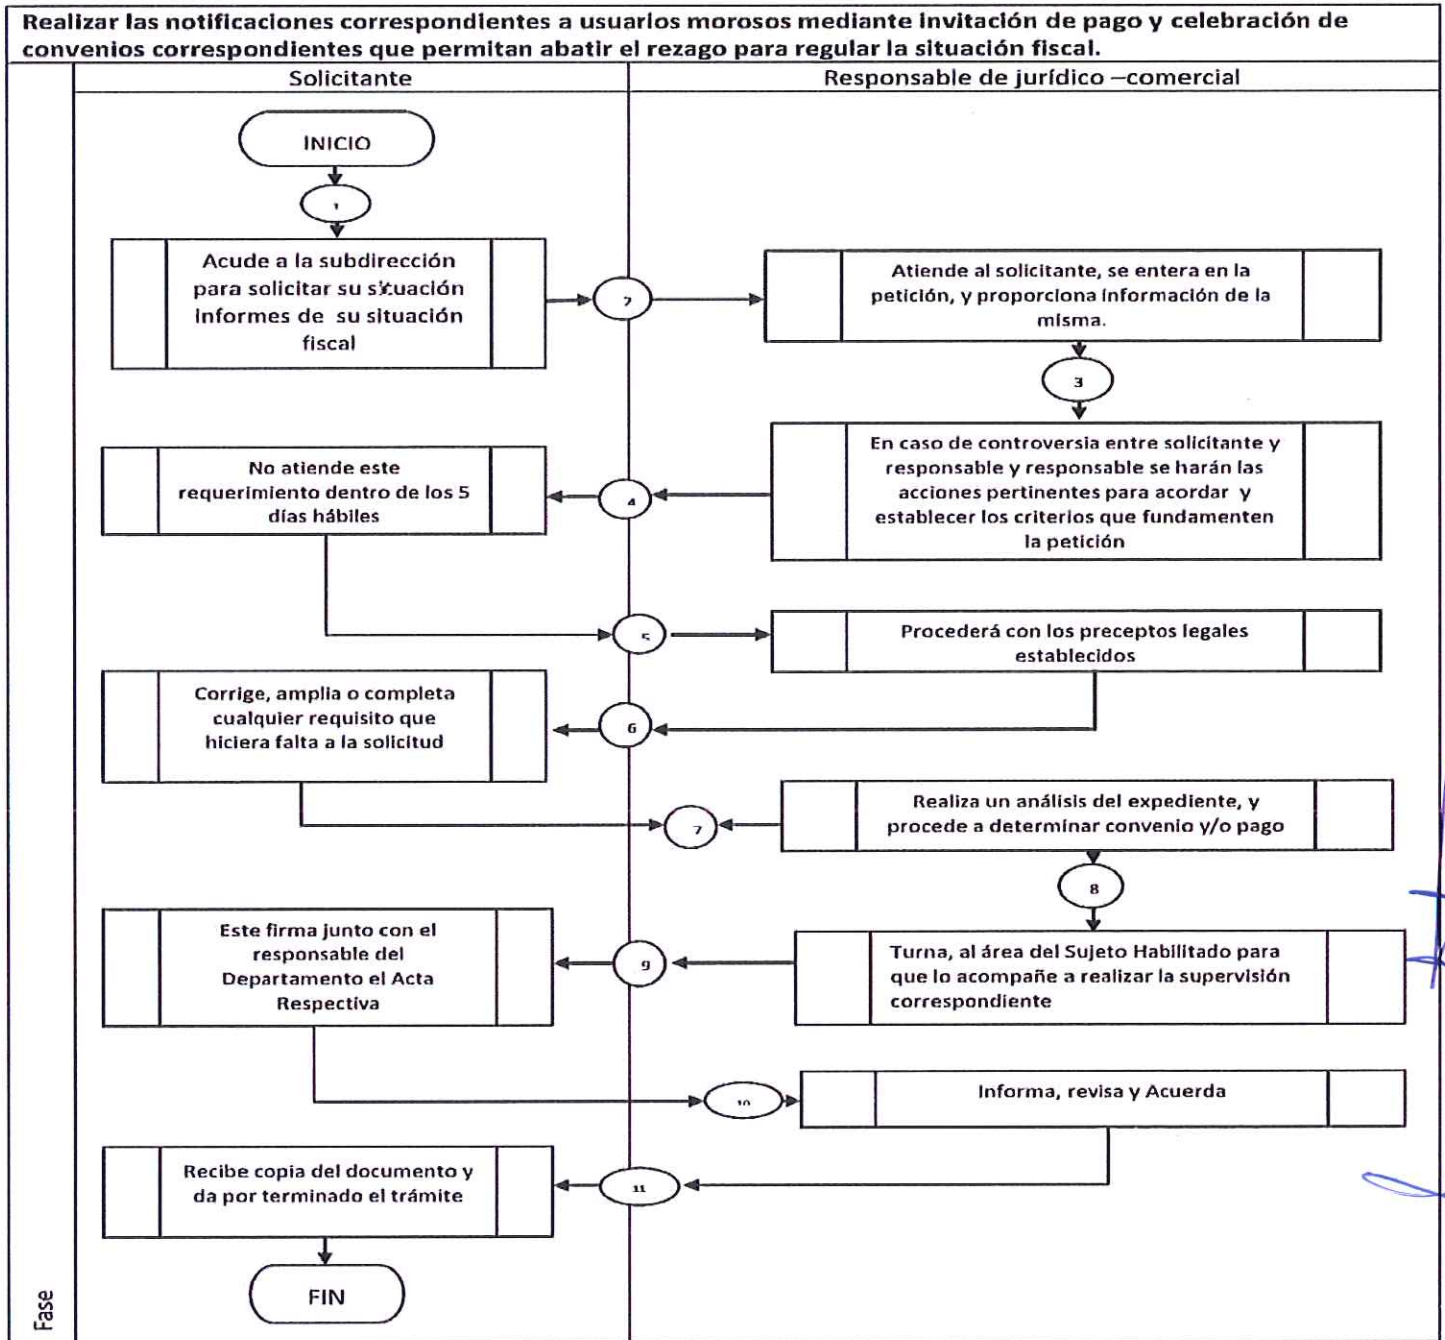 Realizar las notificaciones correspondientes a usuarios morosos mediante invitación de pago y celebración de
convenios correspondientes que permitan abatir el rezago para regular la situación fiscal.
Solicitante
Responsable de jurídico –comercial
INICIO
1
Acude a la subdirección
para solicitar su
informes de su situación
fiscal
2
Atiende al solicitante, se entera en la
petición, y proporciona información de la
misma.
3
En caso de controversia entre solicitante y
responsable y responsable se harán las
acciones pertinentes para acordar y
establecer los criterios que fundamenten
la petición
4
No atiende este
requerimiento dentro de los 5
días hábiles
5
Procederá con los preceptos legales
establecidos
6
Corrige, amplia o completa
cualquier requisito que
hiciera falta a la solicitud
7
Realiza un análisis del expediente, y
procede a determinar convenio y/o pago
8
Turna, al área del Sujeto Habilitado para
que lo acompañe a realizar la supervisión
correspondiente
9
Este firma junto con el
responsable del
Departamento el Acta
Respectiva
10
Informa, revisa y Acuerda
11
Recibe copia del documento y
da por terminado el trámite
FIN
Fase